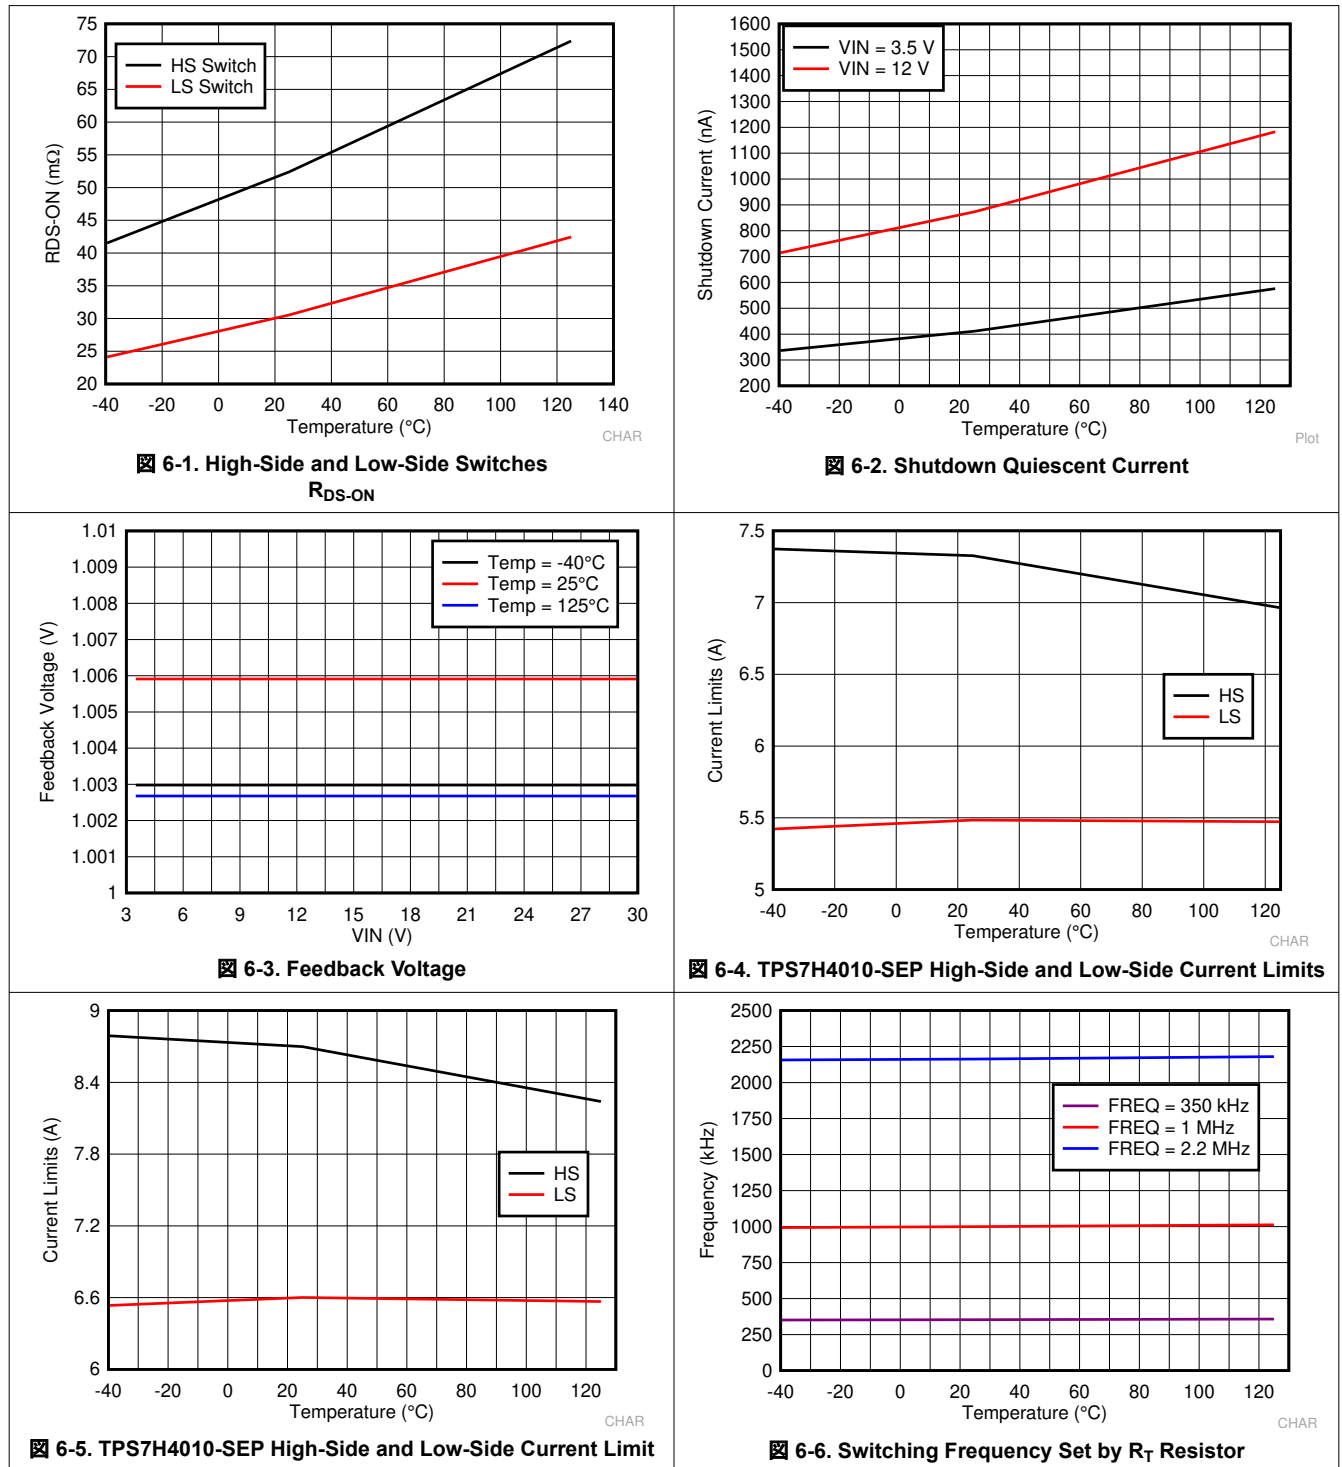 75
70
65
60
55
50
45
40
35
30
25
20
RDS-ON (mΩ)
HS Switch
LS Switch
-40 -20 0 20 40 60 80 100 120 140
Temperature (°C)
CHAR
図 6-1. High-Side and Low-Side Switches
RDS-ON
1600
1500
1400
1300
1200
1100
1000
900
800
700
600
500
400
300
200
Shutdown Current (nA)
VIN = 3.5 V
VIN = 12 V
-40 -20 0 20 40 60 80 100 120
Temperature (°C)
Plot
図 6-2. Shutdown Quiescent Current
1.01
1.009
1.008
1.007
1.006
1.005
1.004
1.003
1.002
1.001
1
Feedback Voltage (V)
Temp = -40°C
Temp = 25°C
Temp = 125°C
3 6 9 12 15 18 21 24 27 30
VIN (V)
図 6-3. Feedback Voltage
7.5
7
6.5
6
5.5
5
Current Limits (A)
HS
LS
-40 -20 0 20 40 60 80 100 120
Temperature (°C)
CHAR
図 6-4. TPS7H4010-SEP High-Side and Low-Side Current Limits
9
8.4
7.8
7.2
6.6
6
Current Limits (A)
HS
LS
-40 -20 0 20 40 60 80 100 120
Temperature (°C)
CHAR
図 6-5. TPS7H4010-SEP High-Side and Low-Side Current Limit
2500
2250
2000
1750
1500
1250
1000
750
500
250
0
Frequency (kHz)
FREQ = 350 kHz
FREQ = 1 MHz
FREQ = 2.2 MHz
-40 -20 0 20 40 60 80 100 120
Temperature (°C)
CHAR
図 6-6. Switching Frequency Set by RT Resistor